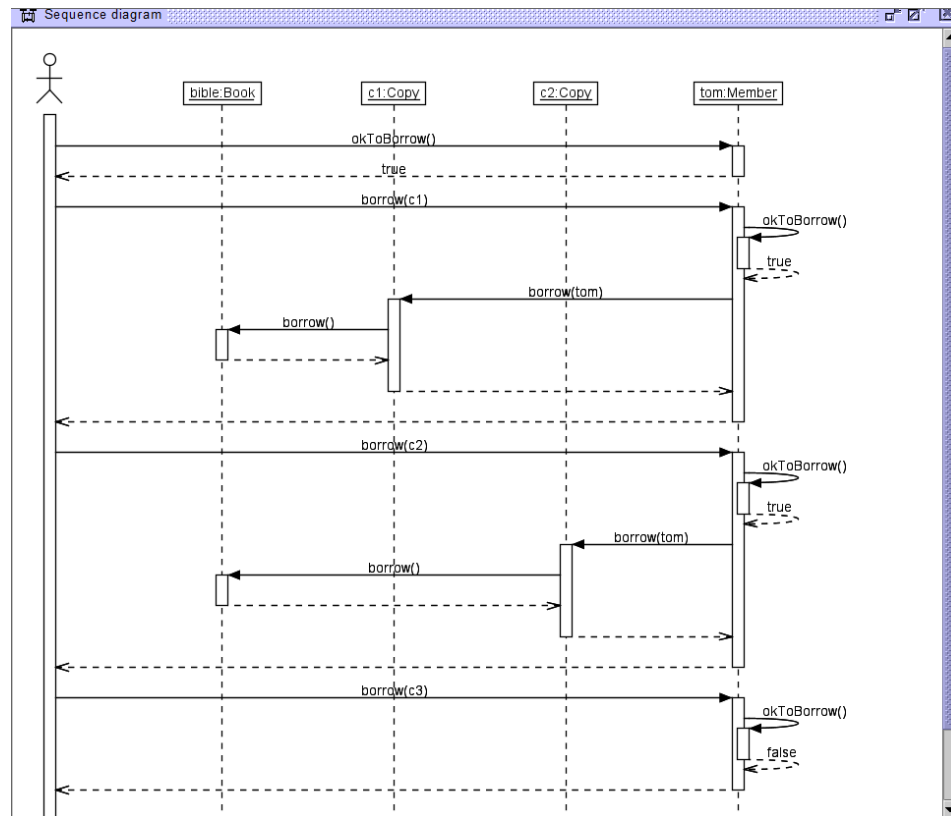 Sequence diagram
bible:Book
c1:Copy
c2:Copy
tom:Member
okToBorrow()
true
borrow(c1)
okToBorrow()
true
borrow(tom)
borrow()
borrow(c2)
okToBorrow()
true
borrow(tom)
borrow()
borrow(c3)
okToBorrow()
false